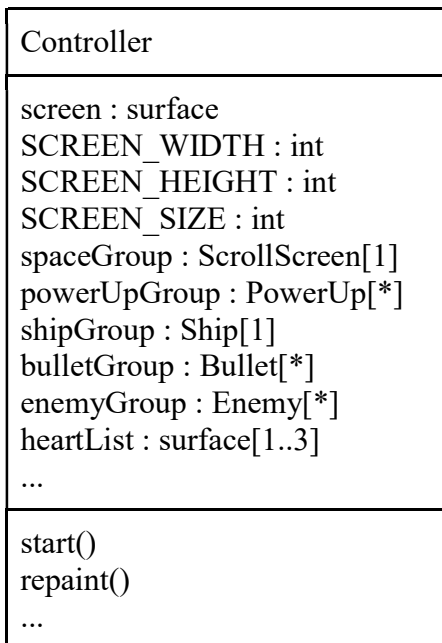 Controller
screen : surface
SCREEN_WIDTH : int
SCREEN_HEIGHT : int
SCREEN_SIZE : int
spaceGroup : ScrollScreen[1]
powerUpGroup : PowerUp[*]
shipGroup : Ship[1]
bulletGroup : Bullet[*]
enemyGroup : Enemy[*]
heartList : surface[1..3]
...
start()
repaint()
...